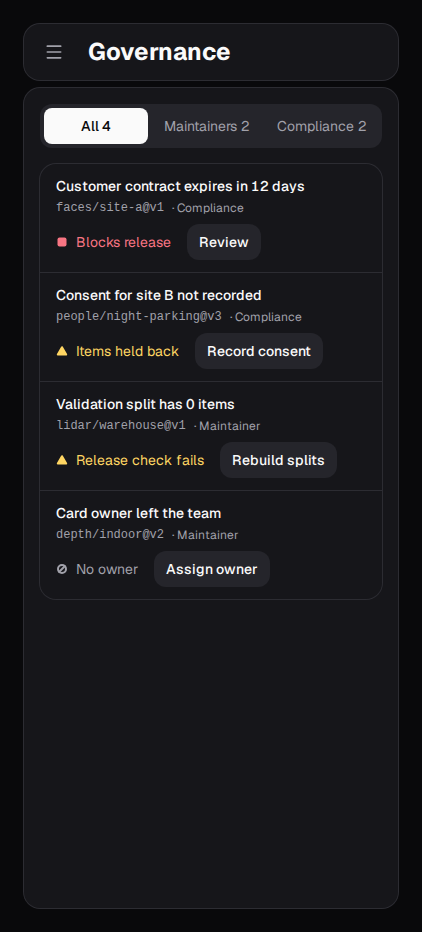 Governance
All 4 Maintainers 2 Compliance 2
Customer contract expires in 12 days
faces/site-a@v1 · Compliance
Blocks release Review
Consent for site B not recorded
people/night-parking@v3 · Compliance
Items held back Record consent
Validation split has 0 items
lidar/warehouse@v1 · Maintainer
Release check fails Rebuild splits
Card owner left the team
depth/indoor@v2 · Maintainer
No owner Assign owner